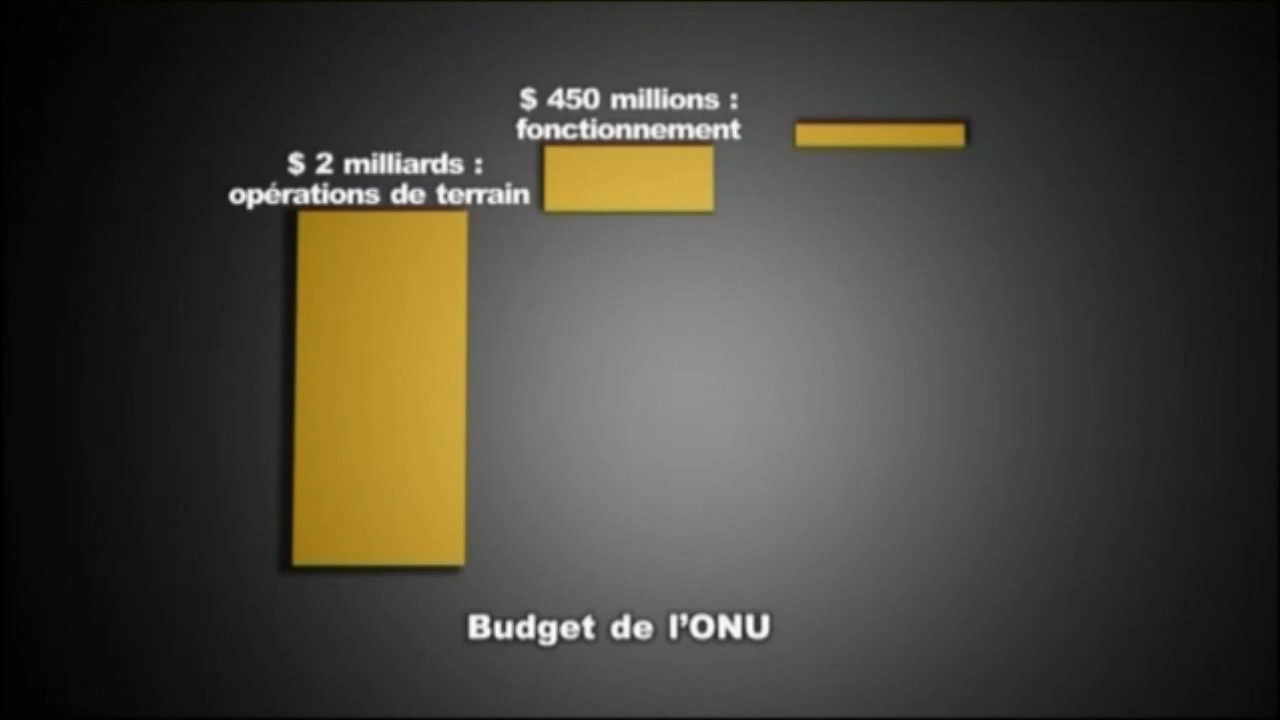 $ 450 millions :
fonctionnement
$ 2 milliards :
opérations de terrain
Budget de l'ONU